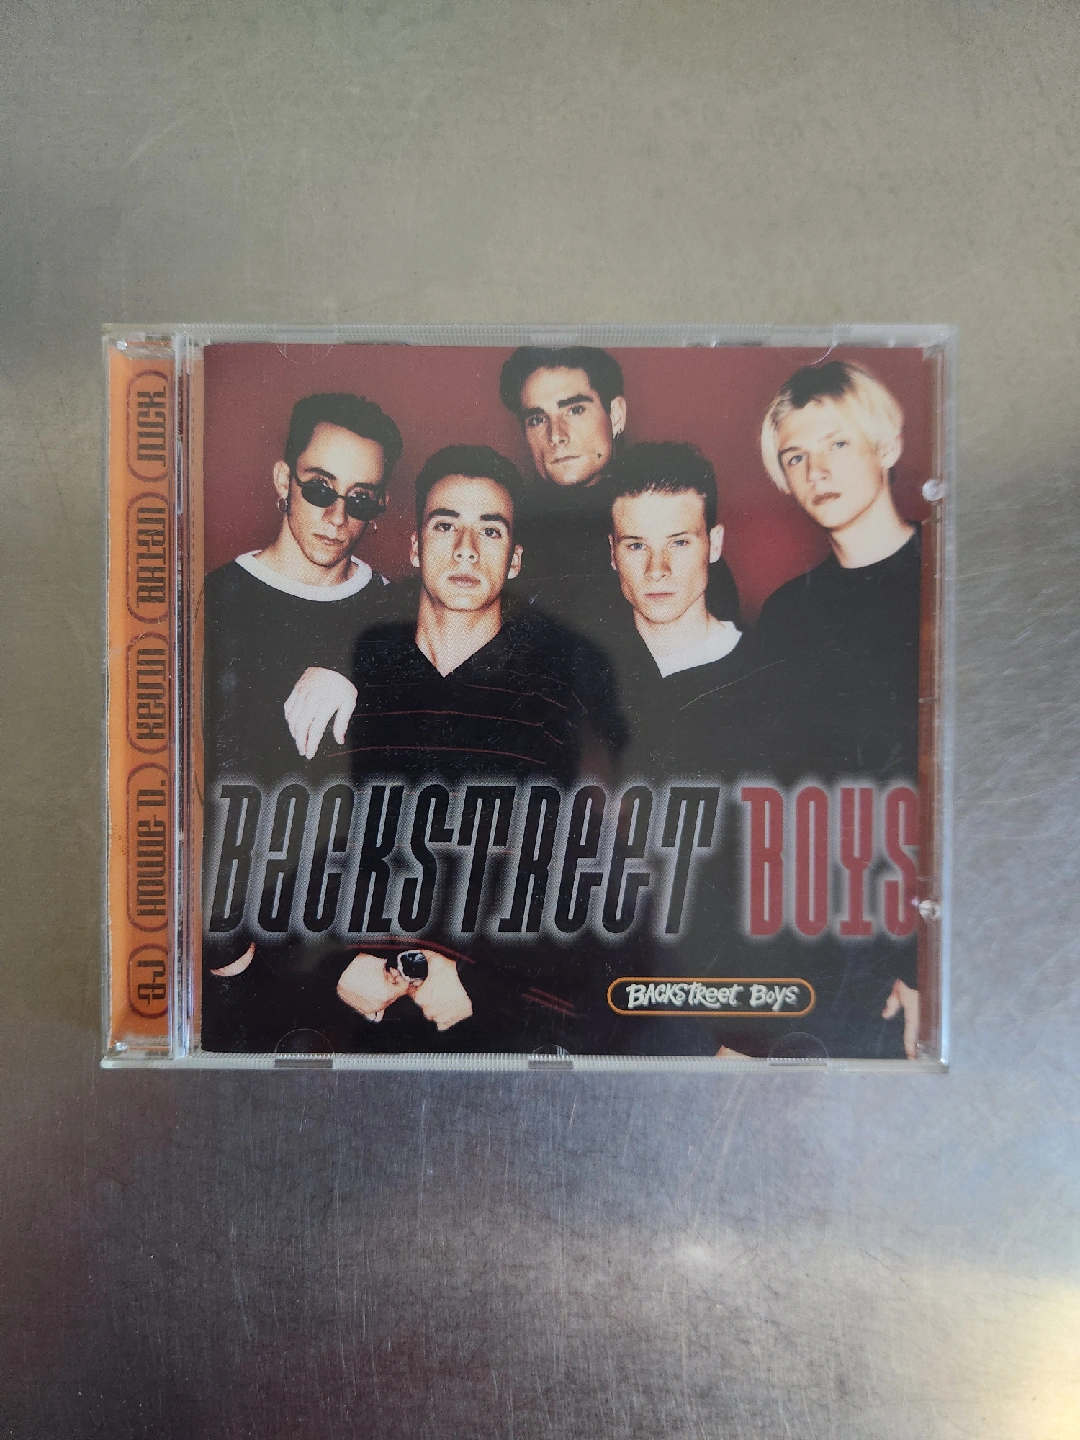 AJ HOWIE D. KEVIN BRIAN NICK
BACKSTREET BOYS
BACKSTREET BOYS